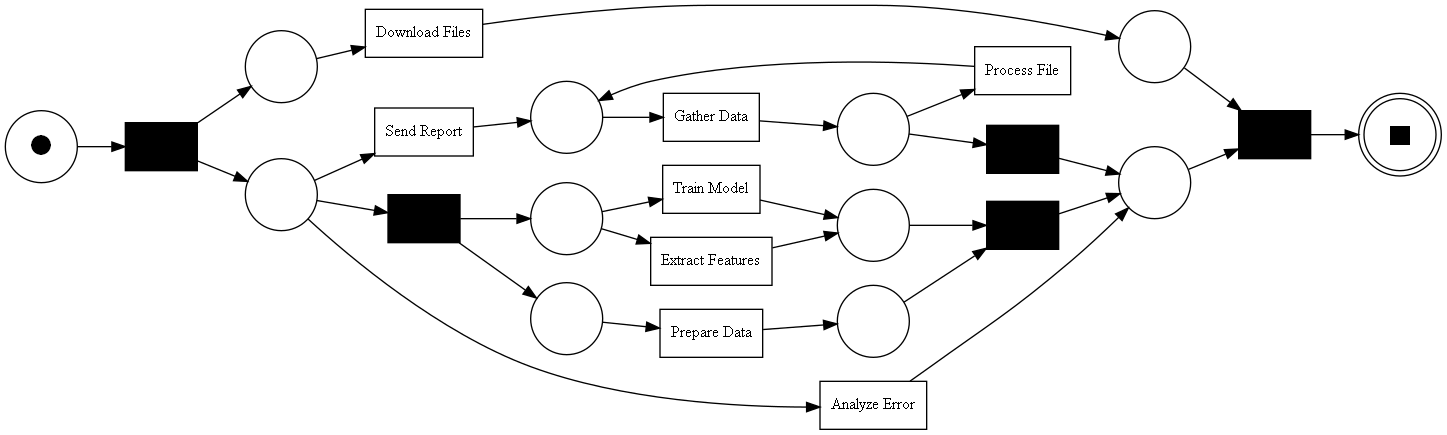 Download Files
Process File
Gather Data
Send Report
Train Model
Extract Features
Prepare Data
Analyze Error